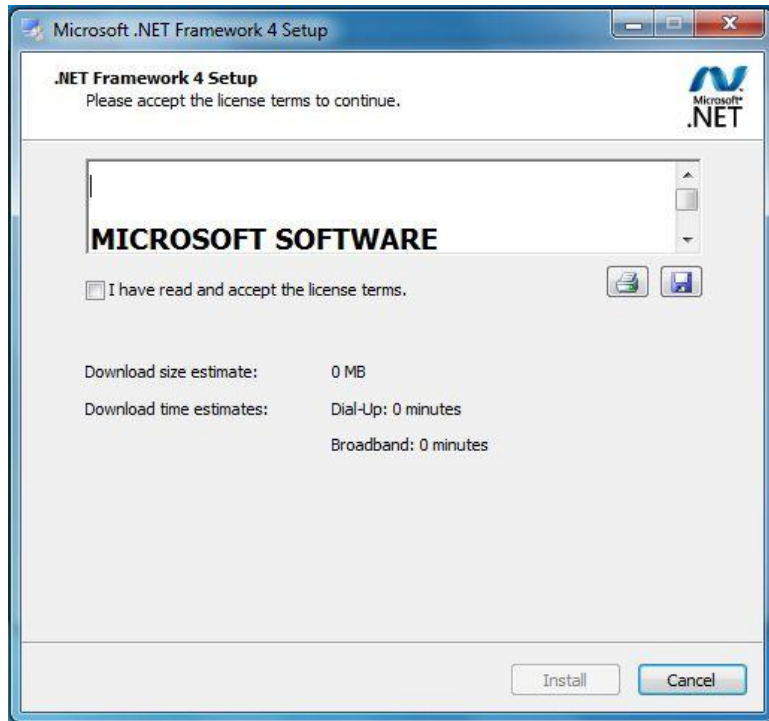 Microsoft .NET Framework 4 Setup
.NET Framework 4 Setup
Please accept the license terms to continue.
Microsoft®
.NET
MICROSOFT SOFTWARE
I have read and accept the license terms.
Download size estimate: 0 MB
Download time estimates: Dial-Up: 0 minutes
Broadband: 0 minutes
Install Cancel